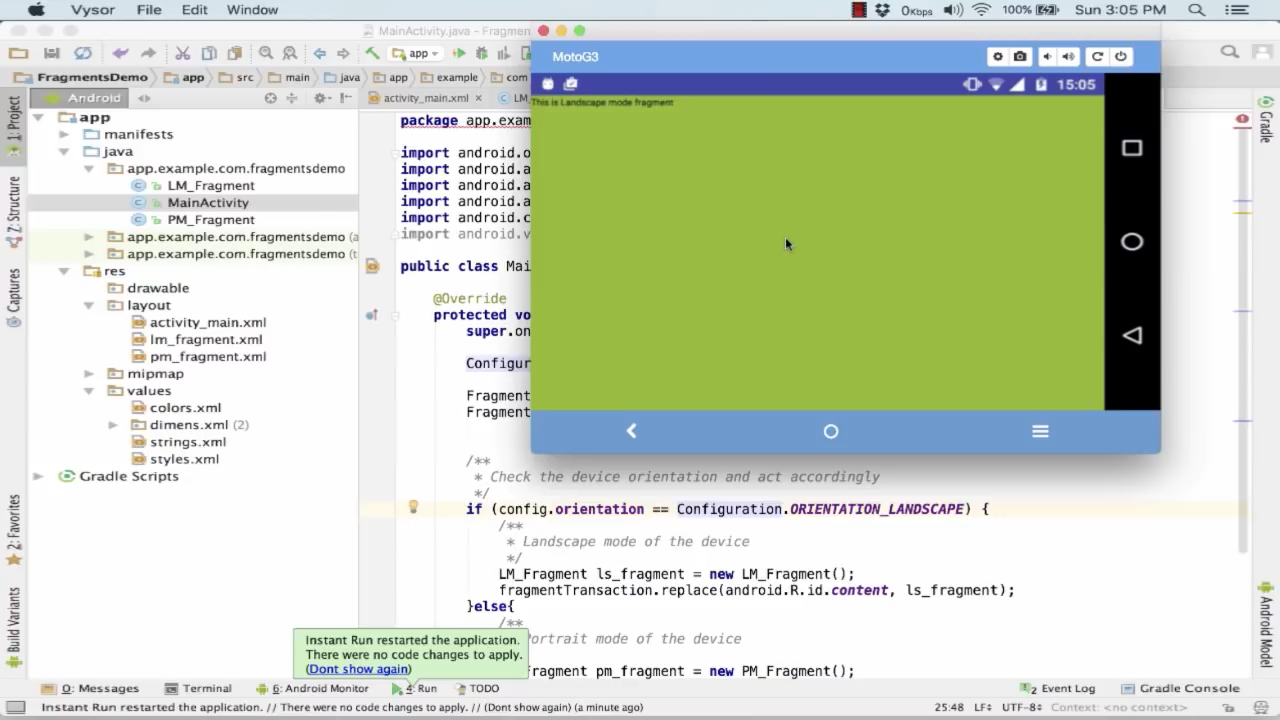 Vysor File Edit Window 0Kbps 100% Sun 3:05 PM
MainActivity.java - Fragmen
app
MotoG3
FragmentsDemo app src main java app example com
1: Project
Z: Structure
Captures
2: Favorites
Build Variants
Android
app
manifests
java
app.example.com.fragmentsdemo
LM_Fragment
MainActivity
PM_Fragment
app.example.com.fragmentsdemo (a
app.example.com.fragmentsdemo (t
res
drawable
layout
activity_main.xml
lm_fragment.xml
pm_fragment.xml
mipmap
values
colors.xml
dimens.xml (2)
strings.xml
styles.xml
Gradle Scripts
activity_main.xml LM_
package app.exam
import android.o
import android.a
import android.a
import android.a
import android.c
import android.v
public class Mai
@Override
protected vo
super.on
Configur
Fragment
Fragment
/**
* Check the device orientation and act accordingly
*/
if (config.orientation == Configuration.ORIENTATION_LANDSCAPE) {
/**
* Landscape mode of the device
*/
LM_Fragment ls_fragment = new LM_Fragment();
fragmentTransaction.replace(android.R.id.content, ls_fragment);
}else{
/**
Portrait mode of the device
ragment pm_fragment = new PM_Fragment();
15:05
This is Landscape mode fragment
Gradle
Android Model
Instant Run restarted the application.
There were no code changes to apply.
(Dont show again)
0: Messages Terminal 6: Android Monitor 4: Run TODO 2 Event Log Gradle Console
Instant Run restarted the application. // There were no code changes to apply. // (Dont show again) (a minute ago) 25:48 LF÷ UTF-8÷ Context: <no context>